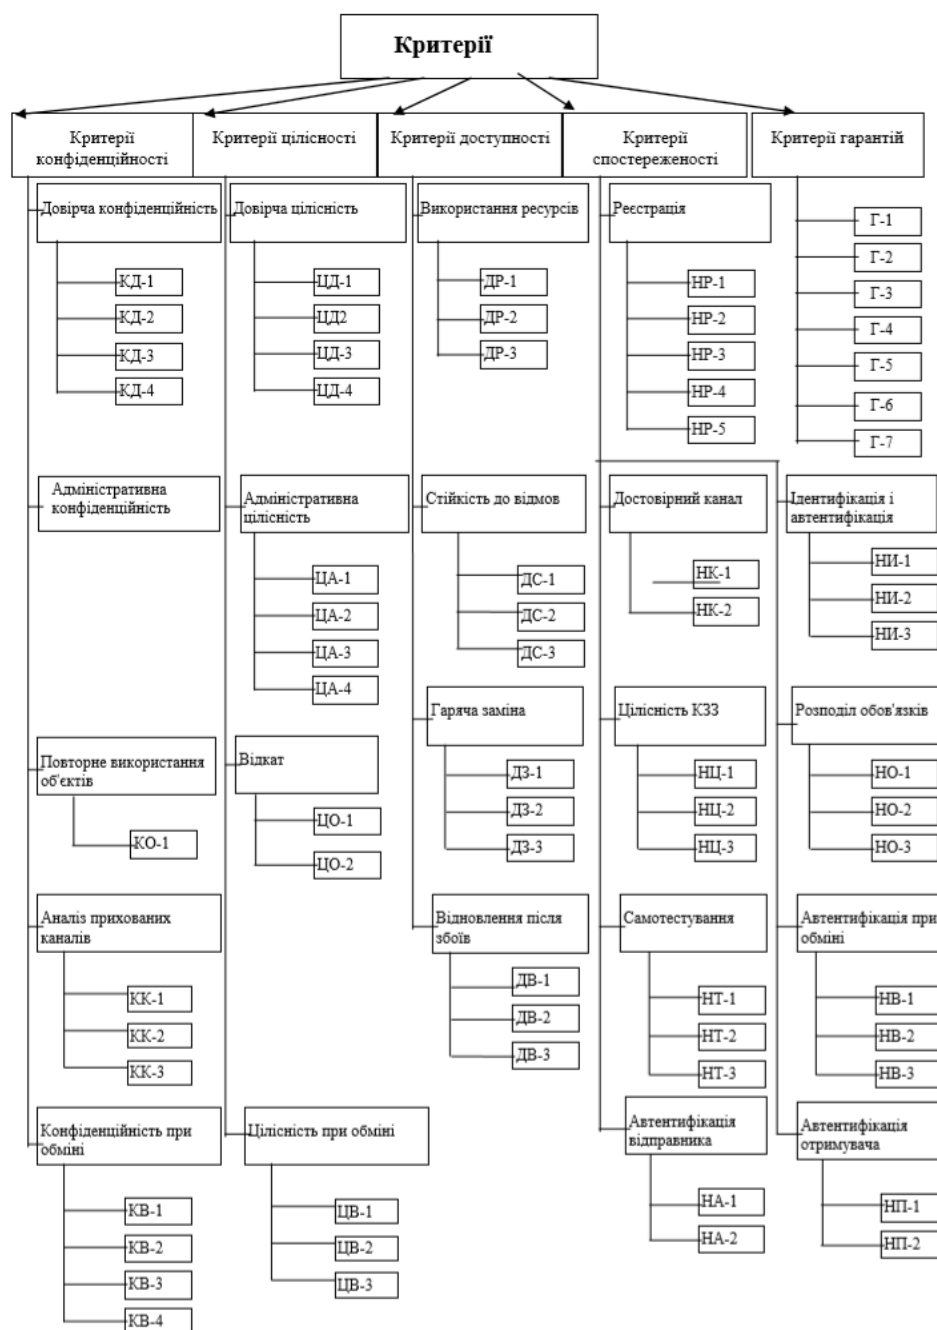 Критерії
Критерії
конфіденційності
Критерії цілісності
Критерії доступності
Критерії
спостереженості
Критерії гарантій
Довірча конфіденційність
КД-1
КД-2
КД-3
КД-4
Адміністративна
конфіденційність
Повторне використання
об'єктів
КО-1
Аналіз прихованих
каналів
КК-1
КК-2
КК-3
Конфіденційність при
обміні
КВ-1
КВ-2
КВ-3
КВ-4
Довірча цілісність
ЦД-1
ЦД2
ЦД-3
ЦД-4
Адміністративна
цілісність
ЦА-1
ЦА-2
ЦА-3
ЦА-4
Відкат
ЦО-1
ЦО-2
Цілісність при обміні
ЦВ-1
ЦВ-2
ЦВ-3
Використання ресурсів
ДР-1
ДР-2
ДР-3
Стійкість до відмов
ДС-1
ДС-2
ДС-3
Гаряча заміна
ДЗ-1
ДЗ-2
ДЗ-3
Відновлення після
збоїв
ДВ-1
ДВ-2
ДВ-3
Реєстрація
НР-1
НР-2
НР-3
НР-4
НР-5
Достовірний канал
НК-1
НК-2
Цілісність КЗЗ
НЦ-1
НЦ-2
НЦ-3
Самотестування
НТ-1
НТ-2
НТ-3
Автентифікація
відправника
НА-1
НА-2
Г-1
Г-2
Г-3
Г-4
Г-5
Г-6
Г-7
Ідентифікація і
автентифікація
НИ-1
НИ-2
НИ-3
Розподіл обов'язків
НО-1
НО-2
НО-3
Автентифікація при
обміні
НВ-1
НВ-2
НВ-3
Автентифікація
отримувача
НП-1
НП-2